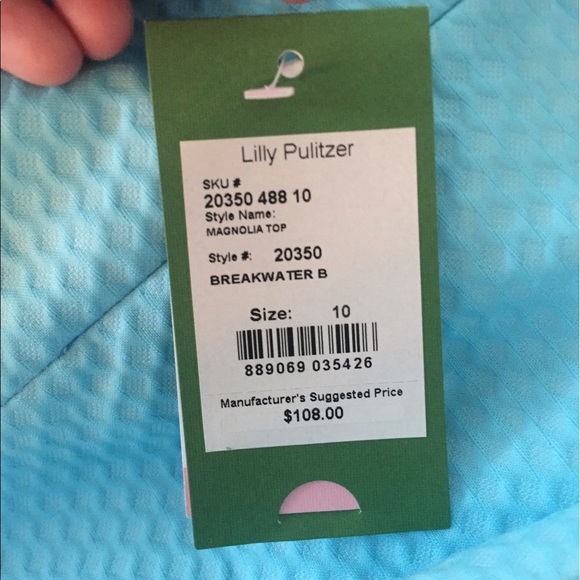 Lilly Pulitzer
SKU #
20350 488 10
Style Name:
MAGNOLIA TOP
Style #: 20350
BREAKWATER B
Size: 10
889069 035426
Manufacturer's Suggested Price
$108.00